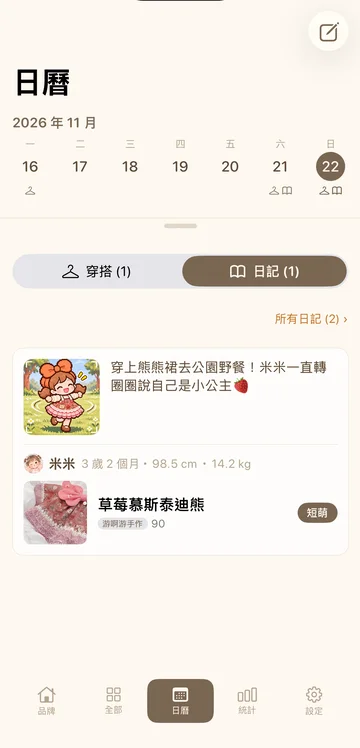 日曆
2026 年 11 月
一 二 三 四 五 六 日
16 17 18 19 20 21 22
穿搭 (1) 日記 (1)
所有日記 (2) ›
穿上熊熊裙去公園野餐！米米一直轉
圈圈說自己是小公主🍓
米米 3 歲 2 個月・98.5 cm・14.2 kg
草莓慕斯泰迪熊
游啊游手作 90
短萌
品牌 全部 日曆 統計 設定